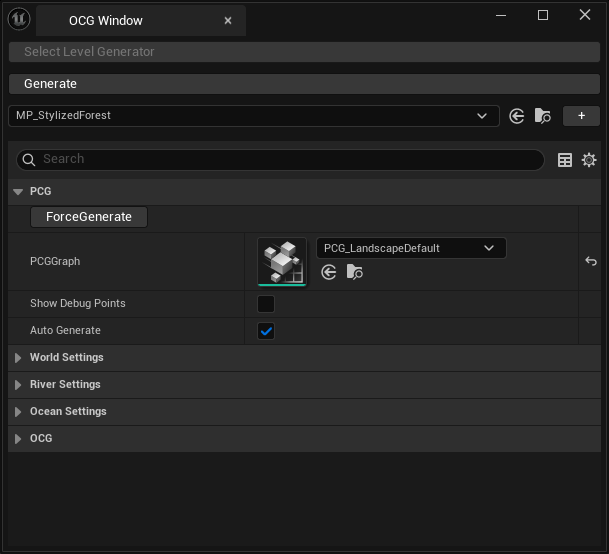 OCG Window
Select Level Generator
Generate
MP_StylizedForest
+
Search
PCG
ForceGenerate
PCGGraph
PCG_LandscapeDefault
Show Debug Points
Auto Generate
World Settings
River Settings
Ocean Settings
OCG